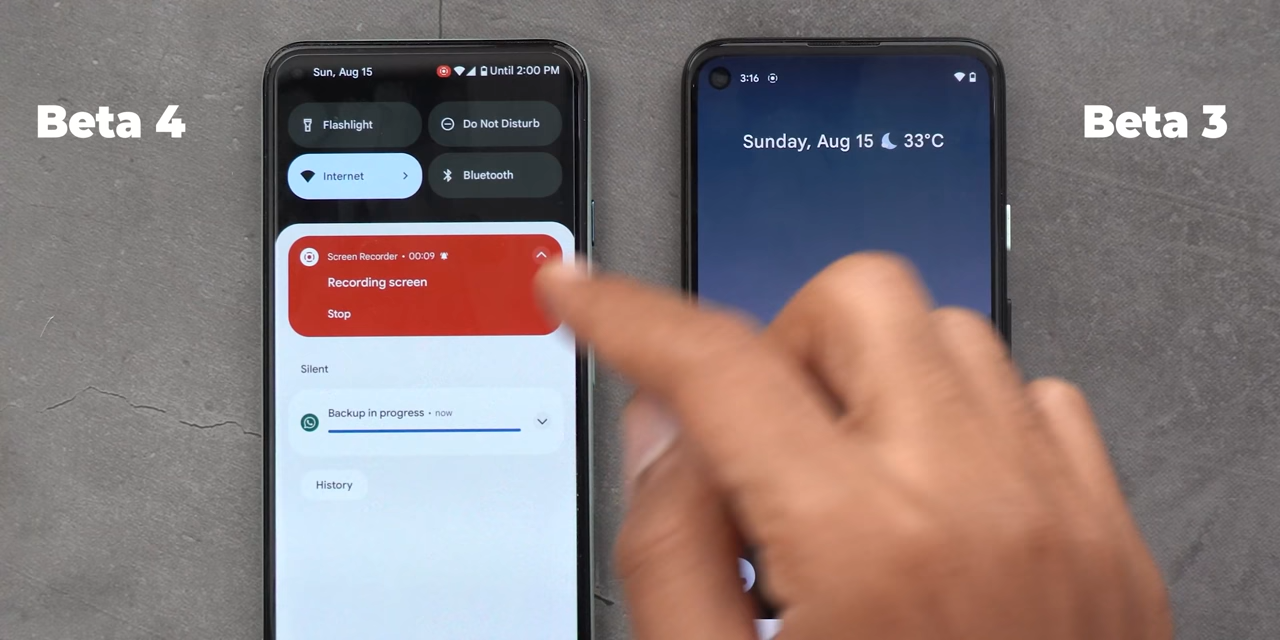 Beta 4
Sun, Aug 15
Until 2:00 PM
Flashlight
Do Not Disturb
Internet
Bluetooth
Screen Recorder • 00:09
Recording screen
Stop
Silent
Backup in progress • now
History
3:16
Sunday, Aug 15 33°C
Beta 3